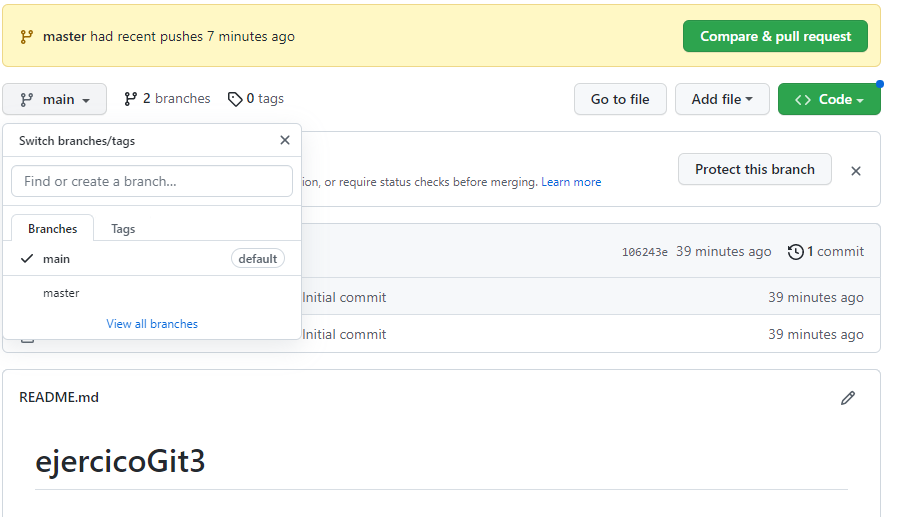 master had recent pushes 7 minutes ago
Compare & pull request
main
2 branches
0 tags
Go to file
Add file
Code
Switch branches/tags
Find or create a branch...
ion, or require status checks before merging. Learn more
Protect this branch
Branches
Tags
main
default
106243e 39 minutes ago
1 commit
master
Initial commit
39 minutes ago
View all branches
Initial commit
39 minutes ago
README.md
ejercicoGit3